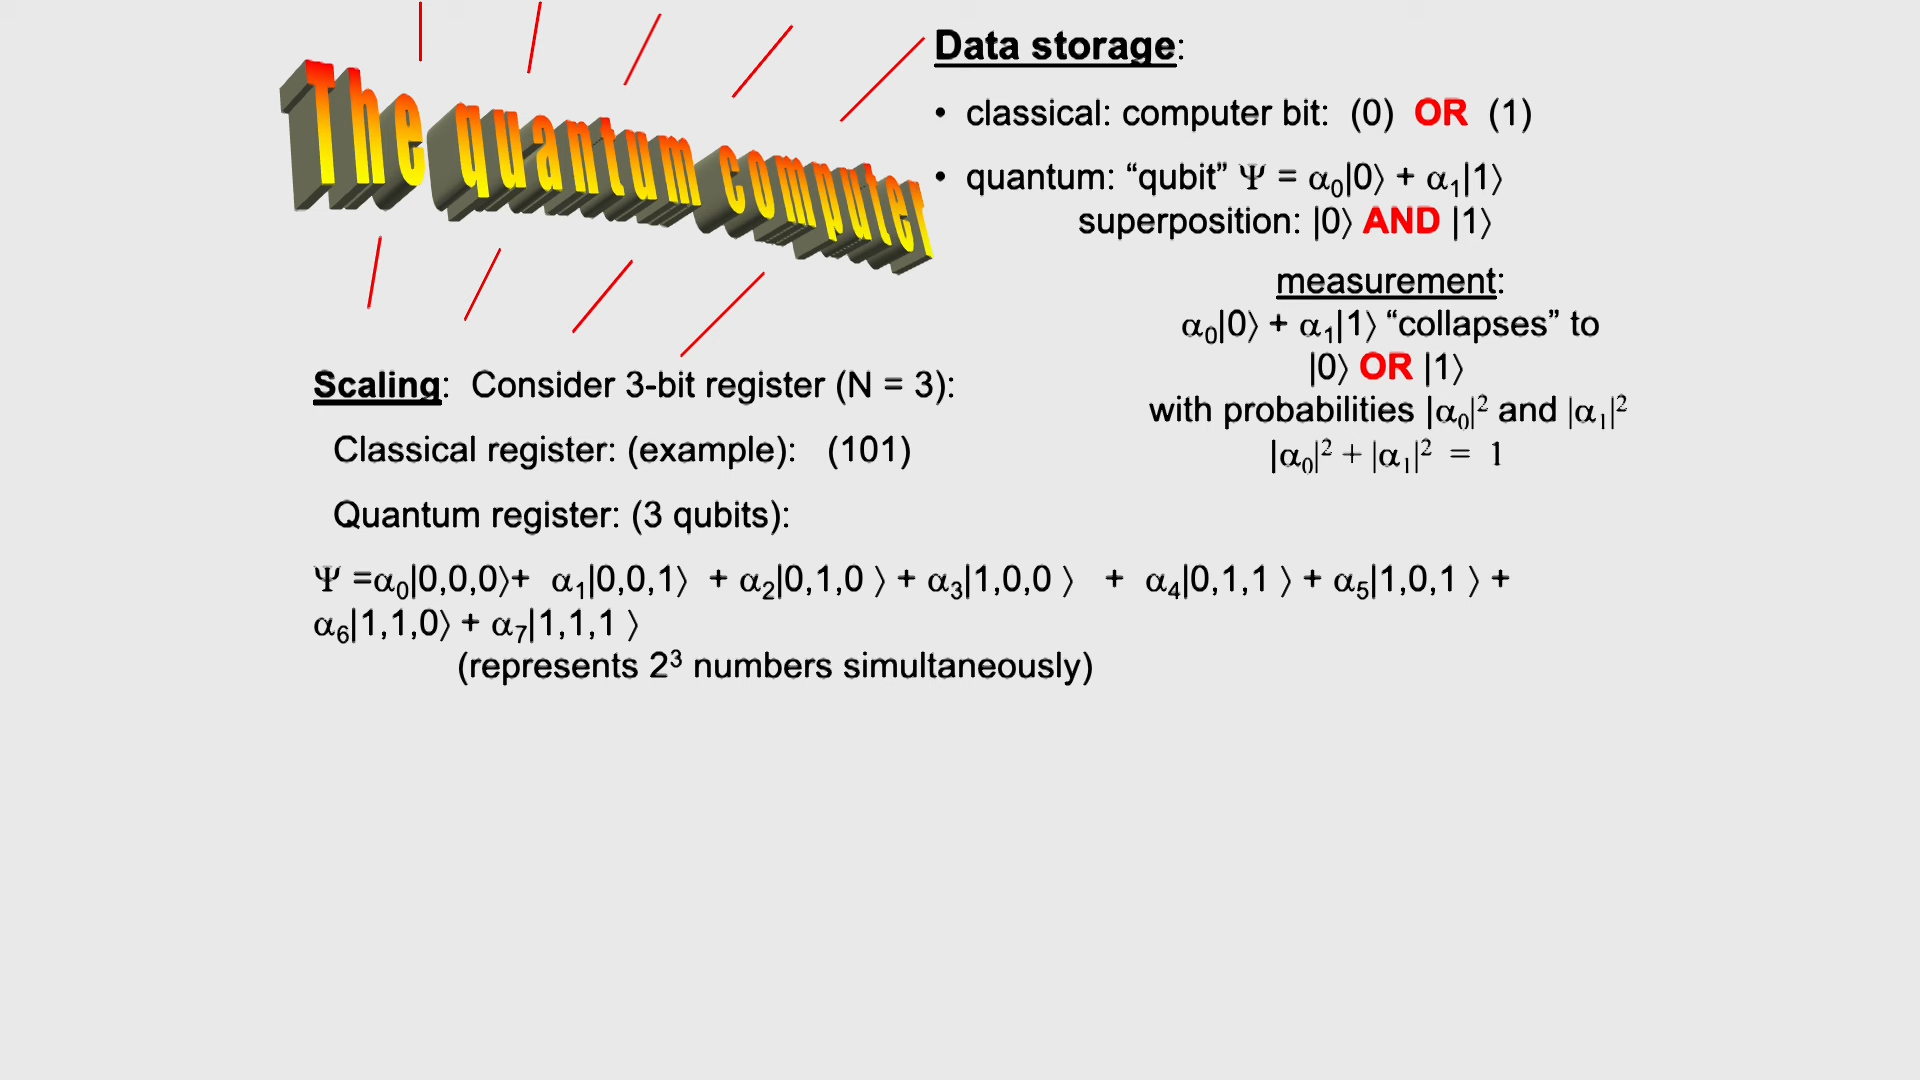 The quantum computer
Data storage:
• classical: computer bit: (0) OR (1)
• quantum: “qubit” Ψ = α₀|0⟩ + α₁|1⟩
superposition: |0⟩ AND |1⟩
measurement:
α₀|0⟩ + α₁|1⟩ “collapses” to
|0⟩ OR |1⟩
with probabilities |α₀|² and |α₁|²
|α₀|² + |α₁|² = 1
Scaling: Consider 3-bit register (N = 3):
Classical register: (example): (101)
Quantum register: (3 qubits):
Ψ =α₀|0,0,0⟩+ α₁|0,0,1⟩ + α₂|0,1,0 ⟩ + α₃|1,0,0 ⟩ + α₄|0,1,1 ⟩ + α₅|1,0,1 ⟩ +
α₆|1,1,0⟩ + α₇|1,1,1 ⟩
(represents 2³ numbers simultaneously)